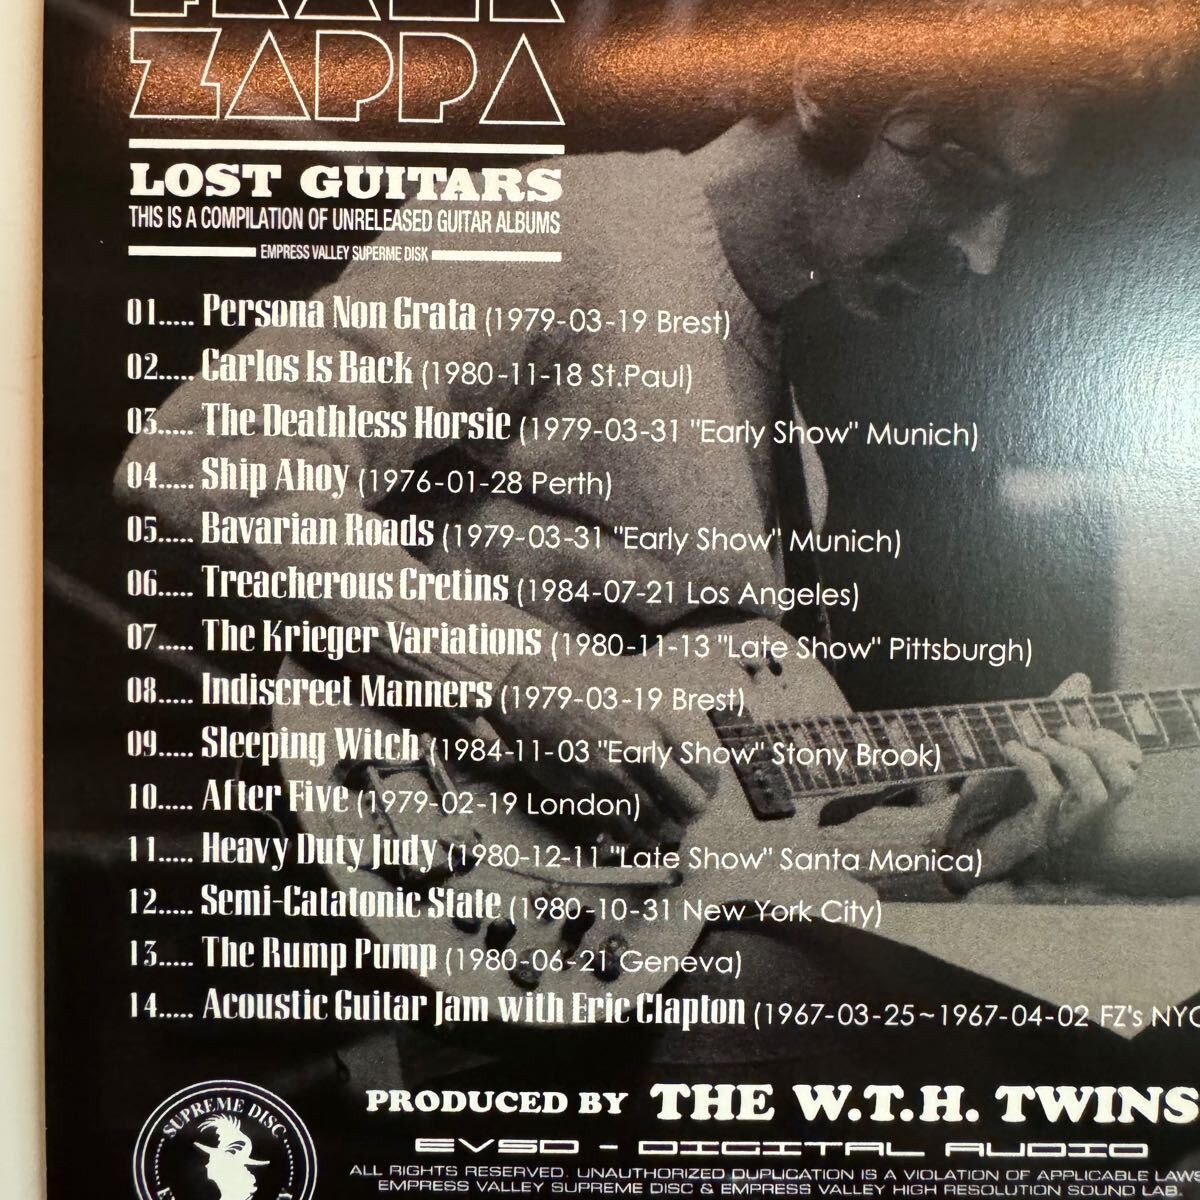 FRANK
ZAPPA
LOST GUITARS
THIS IS A COMPILATION OF UNRELEASED GUITAR ALBUMS
EMPRESS VALLEY SUPERME DISK
01..... Persona Non Grata (1979-03-19 Brest)
02..... Carlos Is Back (1980-11-18 St.Paul)
03..... The Deathless Horsie (1979-03-31 "Early Show" Munich)
04..... Ship Ahoy (1976-01-28 Perth)
05..... Bavarian Roads (1979-03-31 "Early Show" Munich)
06..... Treacherous Cretins (1984-07-21 Los Angeles)
07..... The Krieger Variations (1980-11-13 "Late Show" Pittsburgh)
08..... Indiscreet Manners (1979-03-19 Brest)
09..... Sleeping Witch (1984-11-03 "Early Show" Stony Brook)
10..... After Five (1979-02-19 London)
11..... Heavy Duty Judy (1980-12-11 "Late Show" Santa Monica)
12..... Semi-Catatonic State (1980-10-31 New York City)
13..... The Rump Pump (1980-06-21 Geneva)
14..... Acoustic Guitar Jam with Eric Clapton (1967-03-25~1967-04-02 FZ's NYC
PRODUCED BY THE W.T.H. TWINS
EVSD - DIGITAL AUDIO
ALL RIGHTS RESERVED. UNAUTHORIZED DUPLICATION IS A VIOLATION OF APPLICABLE LAWS
EMPRESS VALLEY SUPREME DISC & EMPRESS VALLEY HIGH RESOLUTION SOUND LAB
SUPREME DISC